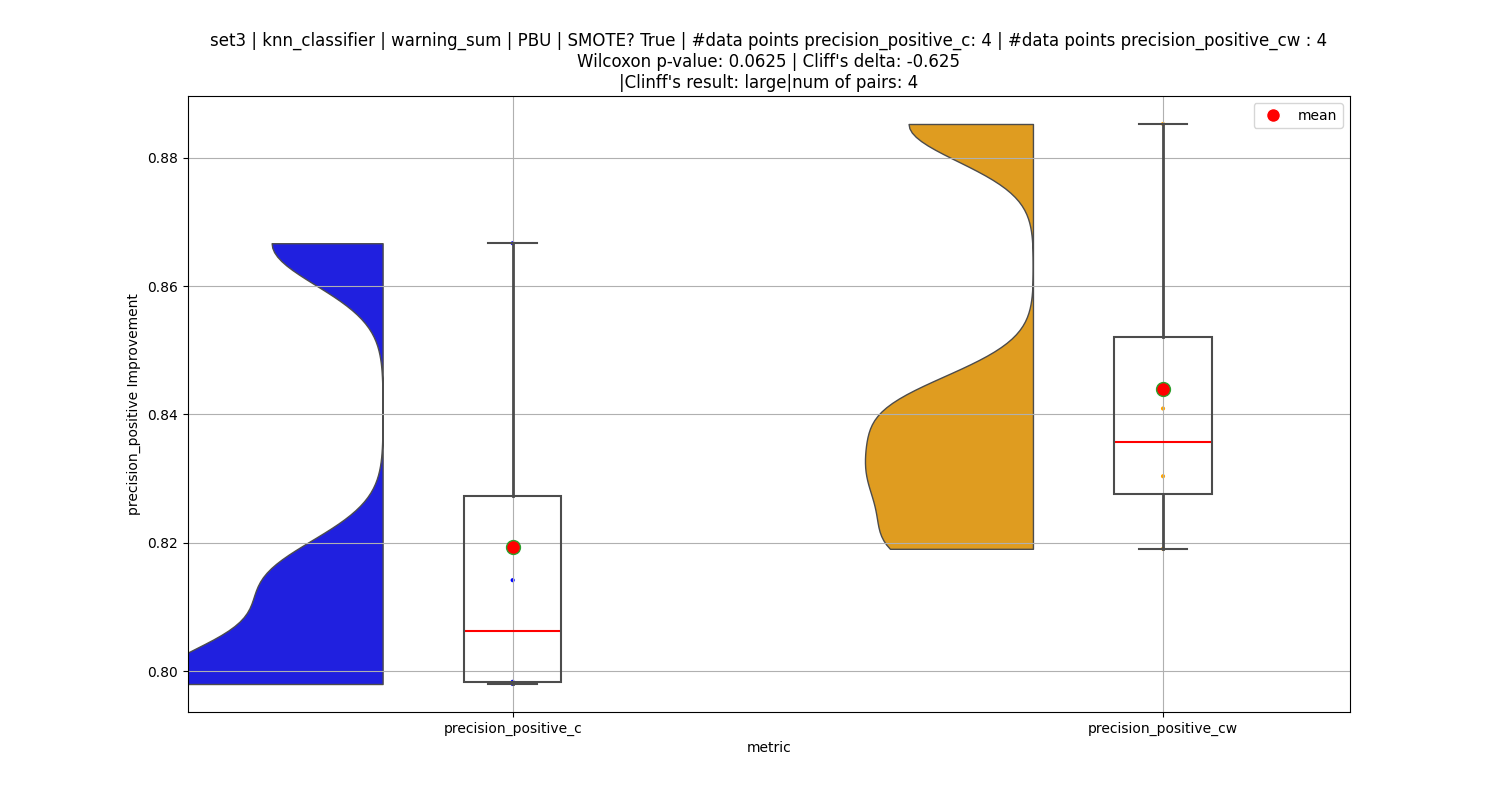 set3 | knn_classifier | warning_sum | PBU | SMOTE? True | #data points precision_positive_c: 4 | #data points precision_positive_cw : 4
Wilcoxon p-value: 0.0625 | Cliff's delta: -0.625
|Clinff's result: large|num of pairs: 4
mean
precision_positive Improvement
0.88
0.86
0.84
0.82
0.80
precision_positive_c
precision_positive_cw
metric